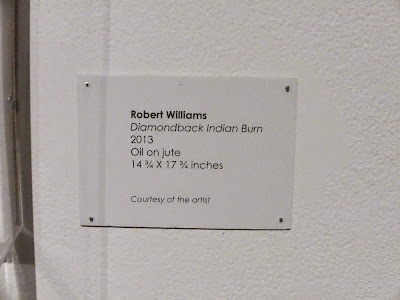 Robert Williams
Diamondback Indian Burn
2013
Oil on jute
14 ¾ X 17 ¾ inches
Courtesy of the artist